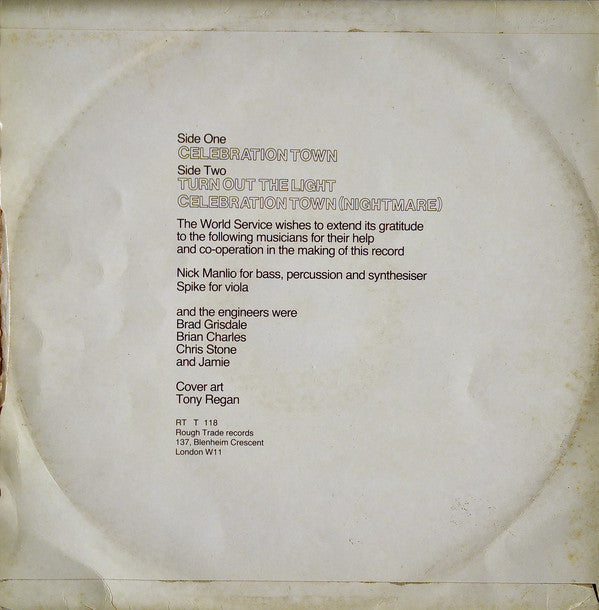 Side One
CELEBRATION TOWN
Side Two
TURN OUT THE LIGHT
CELEBRATION TOWN (NIGHTMARE)
The World Service wishes to extend its gratitude
to the following musicians for their help
and co-operation in the making of this record
Nick Manlio for bass, percussion and synthesiser
Spike for viola
and the engineers were
Brad Grisdale
Brian Charles
Chris Stone
and Jamie
Cover art
Tony Regan
RT T 118
Rough Trade records
137, Blenheim Crescent
London W11